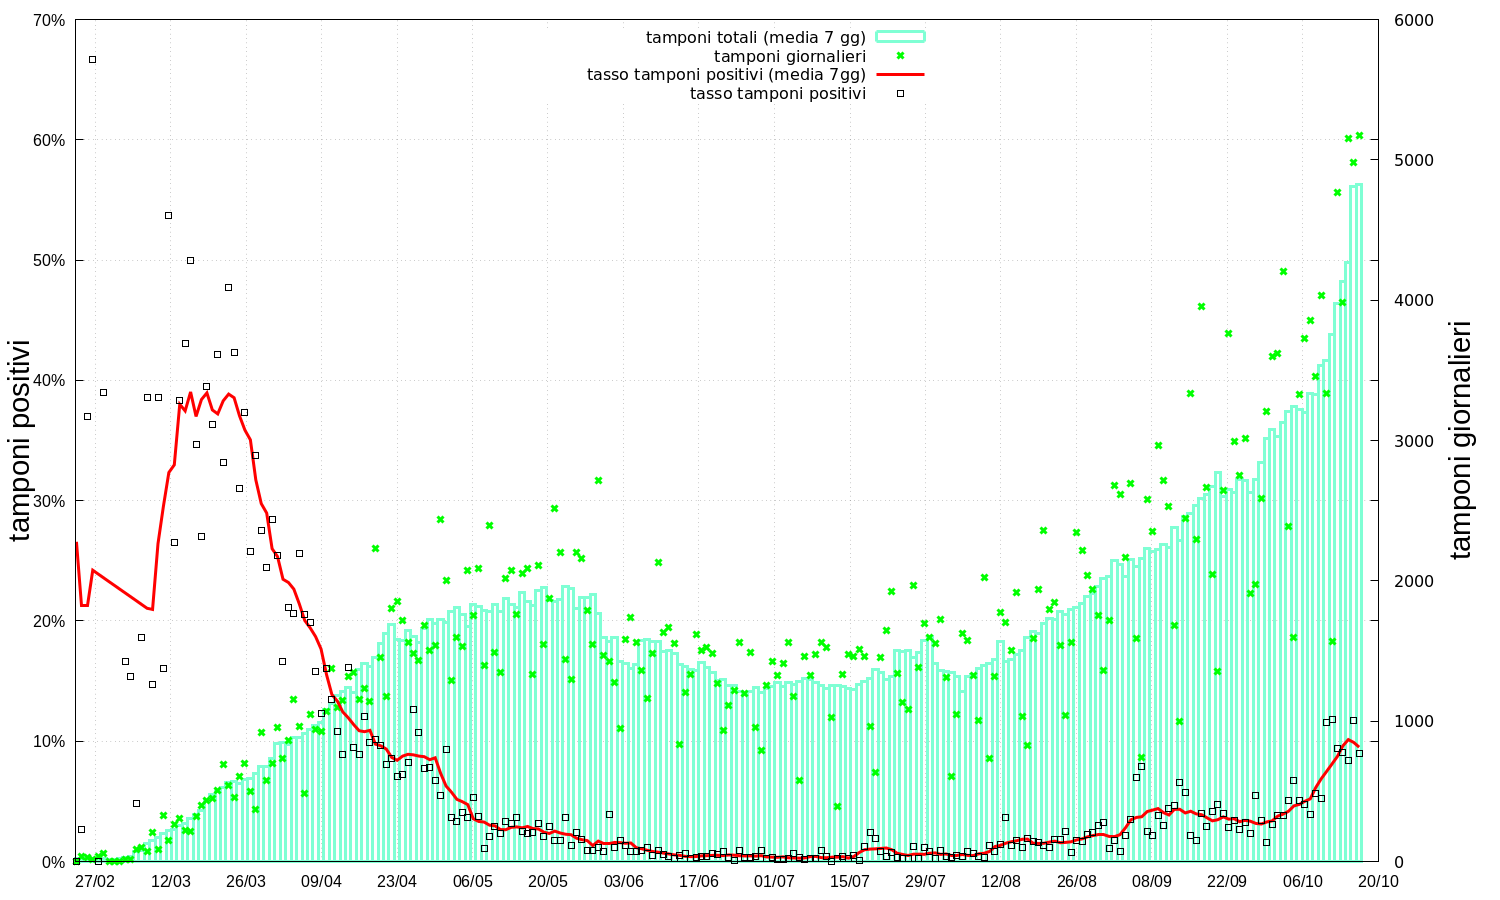 70%
60%
50%
40%
30%
20%
10%
0%
6000
5000
4000
3000
2000
1000
0
tamponi totali (media 7 gg)
tamponi giornalieri
tasso tamponi positivi (media 7gg)
tasso tamponi positivi
tamponi positivi
tamponi giornalieri
27/02 12/03 26/03 09/04 23/04 06/05 20/05 03/06 17/06 01/07 15/07 29/07 12/08 26/08 08/09 22/09 06/10 20/10